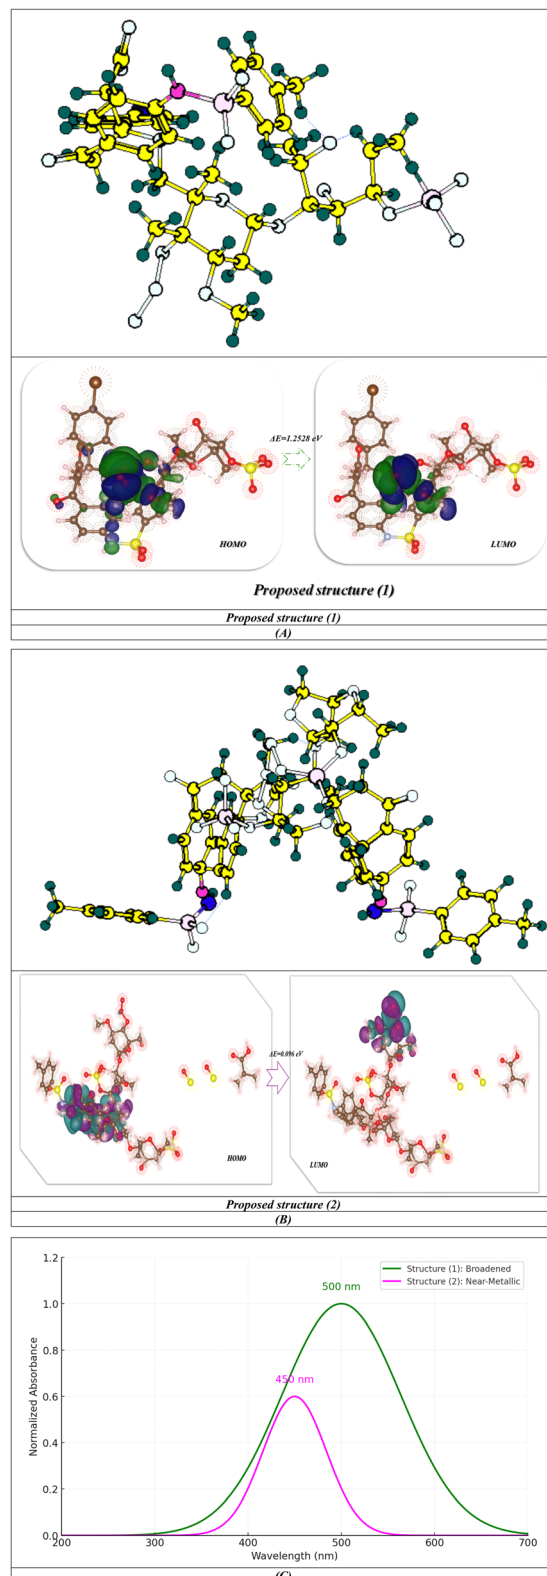 ΔE=1.2528 eV
HOMO
LUMO
Proposed structure (1)
Proposed structure (1)
(A)
ΔE=0.096 eV
HOMO
LUMO
Proposed structure (2)
(B)
1.2
1.0
0.8
0.6
0.4
0.2
0.0
Normalized Absorbance
Structure (1): Broadened
Structure (2): Near-Metallic
500 nm
450 nm
200 300 400 500 600 700
Wavelength (nm)
(C)